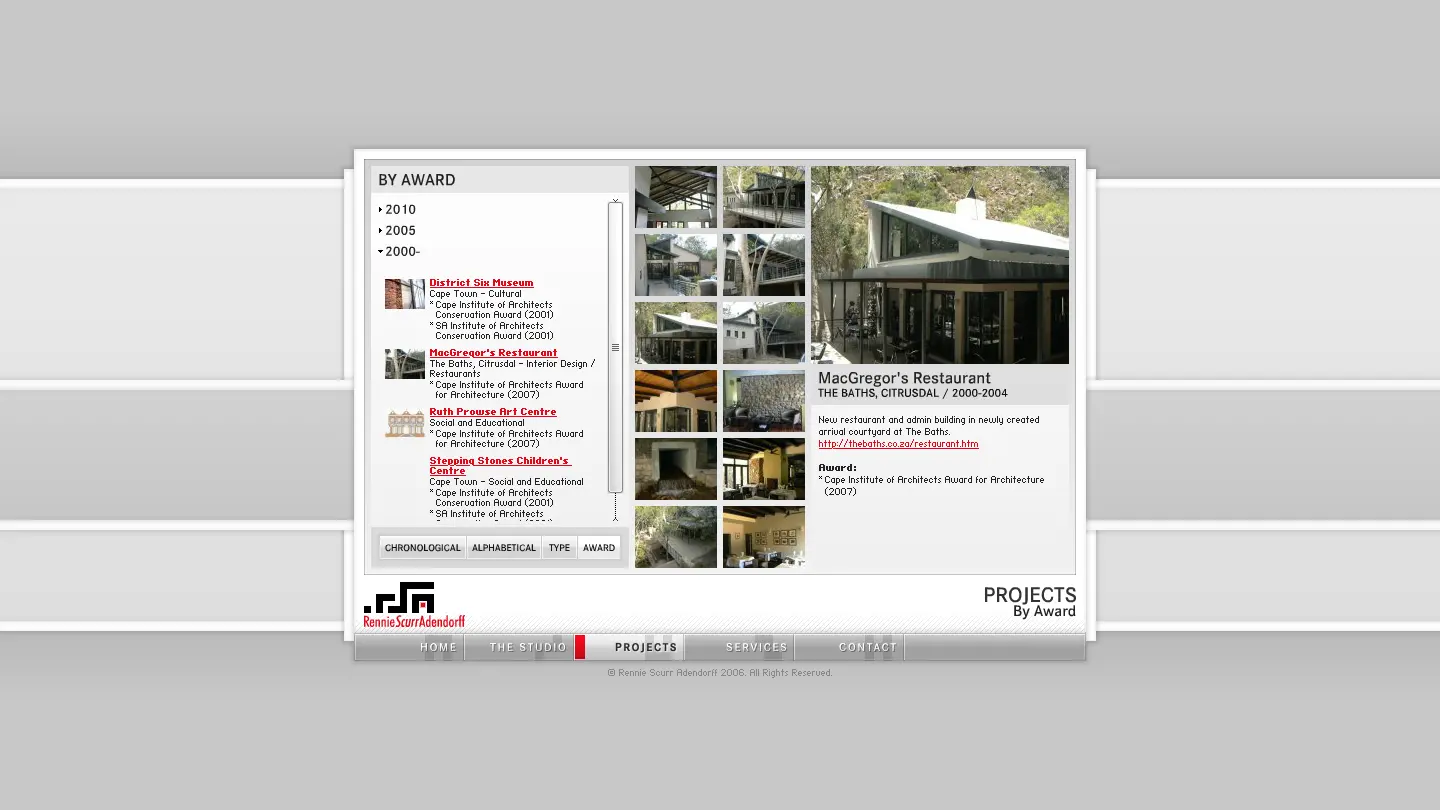 BY AWARD
2010
2005
2000-
District Six Museum
Cape Town - Cultural
* Cape Institute of Architects
Conservation Award (2001)
* SA Institute of Architects
Conservation Award (2001)
MacGregor's Restaurant
The Baths, Citrusdal - Interior Design /
Restaurants
* Cape Institute of Architects Award
for Architecture (2007)
Ruth Prowse Art Centre
Social and Educational
* Cape Institute of Architects Award
for Architecture (2007)
Stepping Stones Children's
Centre
Cape Town - Social and Educational
* Cape Institute of Architects
Conservation Award (2001)
* SA Institute of Architects
CHRONOLOGICAL ALPHABETICAL TYPE AWARD
MacGregor's Restaurant
THE BATHS, CITRUSDAL / 2000-2004
New restaurant and admin building in newly created
arrival courtyard at The Baths.
http://thebaths.co.za/restaurant.htm
Award:
* Cape Institute of Architects Award for Architecture
(2007)
RennieScurrAdendorff
PROJECTS
By Award
HOME THE STUDIO PROJECTS SERVICES CONTACT
© Rennie Scurr Adendorff 2006. All Rights Reserved.